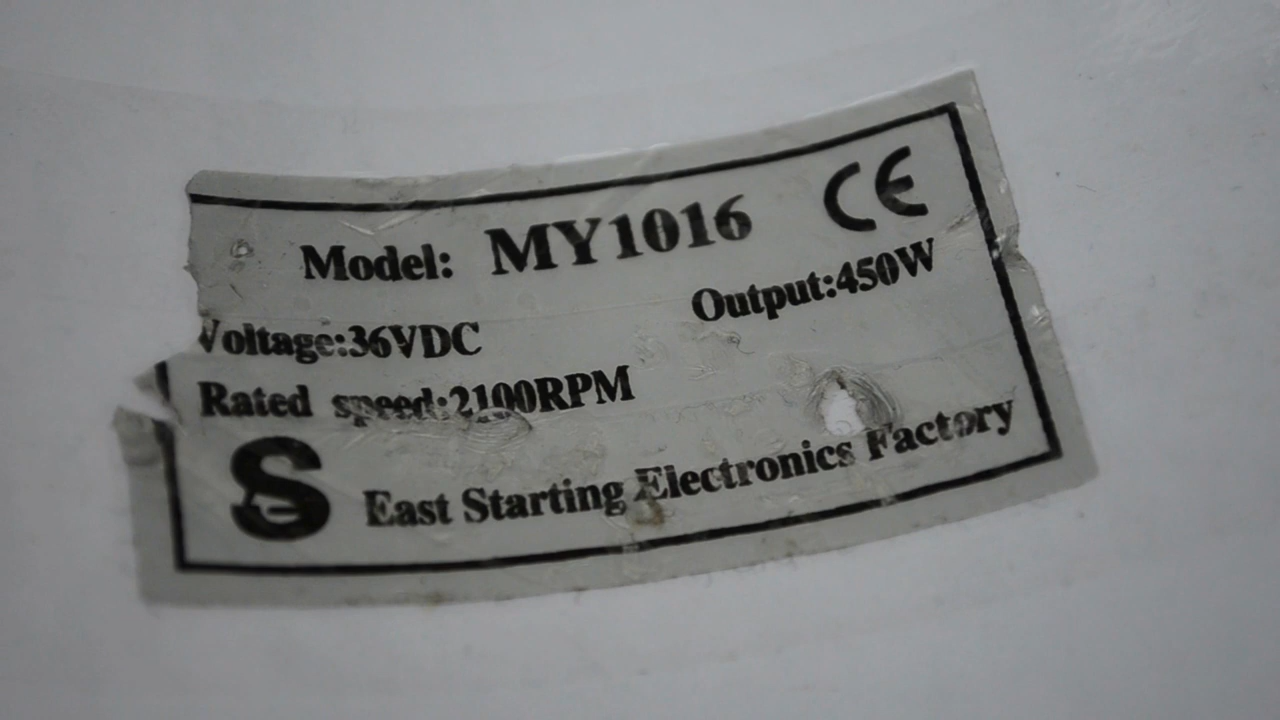 Model: MY1016 CE
Voltage:36VDC Output:450W
Rated speed:2100RPM
S East Starting Electronics Factory